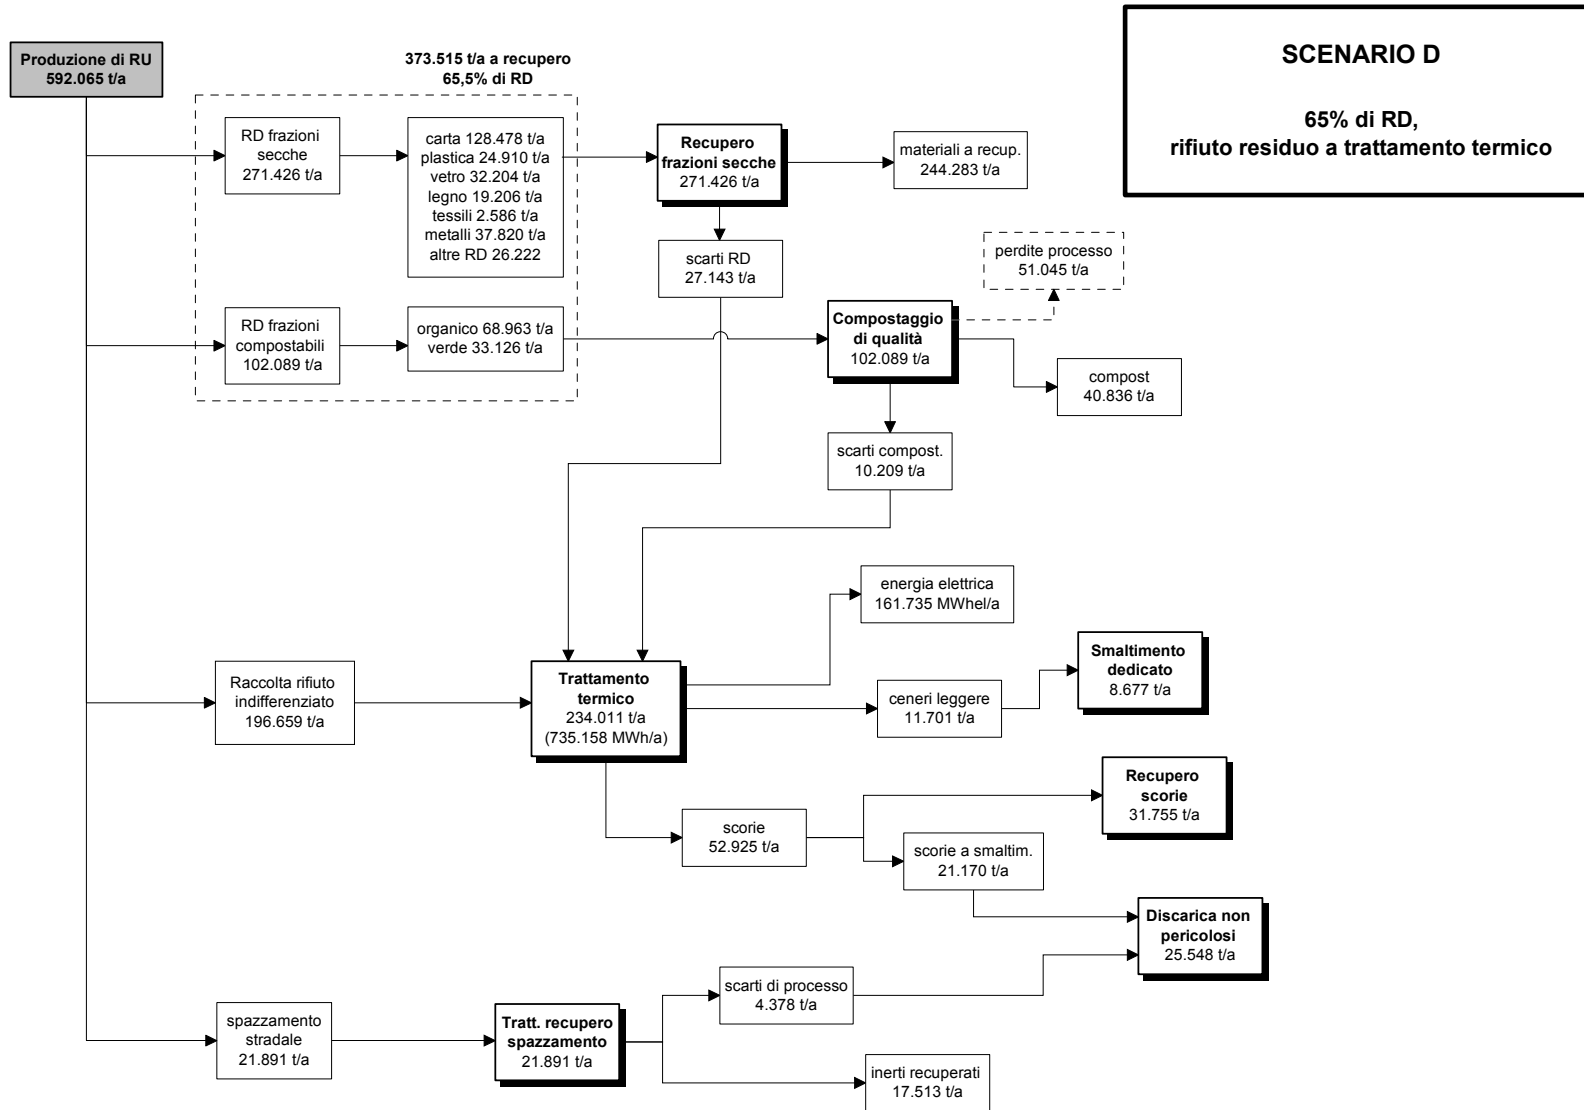 SCENARIO D
65% di RD,
rifiuto residuo a trattamento termico
Produzione di RU
592.065 t/a
373.515 t/a a recupero
65,5% di RD
RD frazioni
secche
271.426 t/a
carta 128.478 t/a
plastica 24.910 t/a
vetro 32.204 t/a
legno 19.206 t/a
tessili 2.586 t/a
metalli 37.820 t/a
altre RD 26.222
Recupero
frazioni secche
271.426 t/a
materiali a recup.
244.283 t/a
scarti RD
27.143 t/a
perdite processo
51.045 t/a
RD frazioni
compostabili
102.089 t/a
organico 68.963 t/a
verde 33.126 t/a
Compostaggio
di qualità
102.089 t/a
compost
40.836 t/a
scarti compost.
10.209 t/a
energia elettrica
161.735 MWhel/a
Raccolta rifiuto
indifferenziato
196.659 t/a
Trattamento
termico
234.011 t/a
(735.158 MWh/a)
ceneri leggere
11.701 t/a
Smaltimento
dedicato
8.677 t/a
scorie
52.925 t/a
Recupero
scorie
31.755 t/a
scorie a smaltim.
21.170 t/a
Discarica non
pericolosi
25.548 t/a
spazzamento
stradale
21.891 t/a
Tratt. recupero
spazzamento
21.891 t/a
scarti di processo
4.378 t/a
inerti recuperati
17.513 t/a